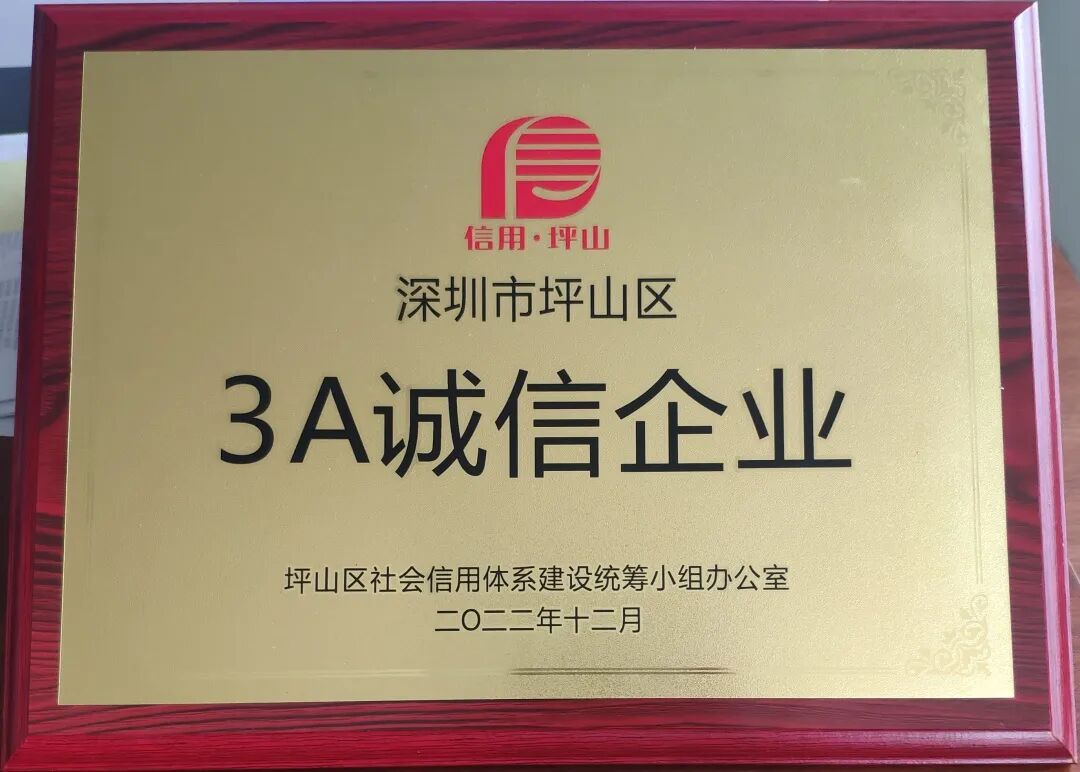 信用·坪山
深圳市坪山区
3A诚信企业
坪山区社会信用体系建设统筹小组办公室
二O二二年十二月